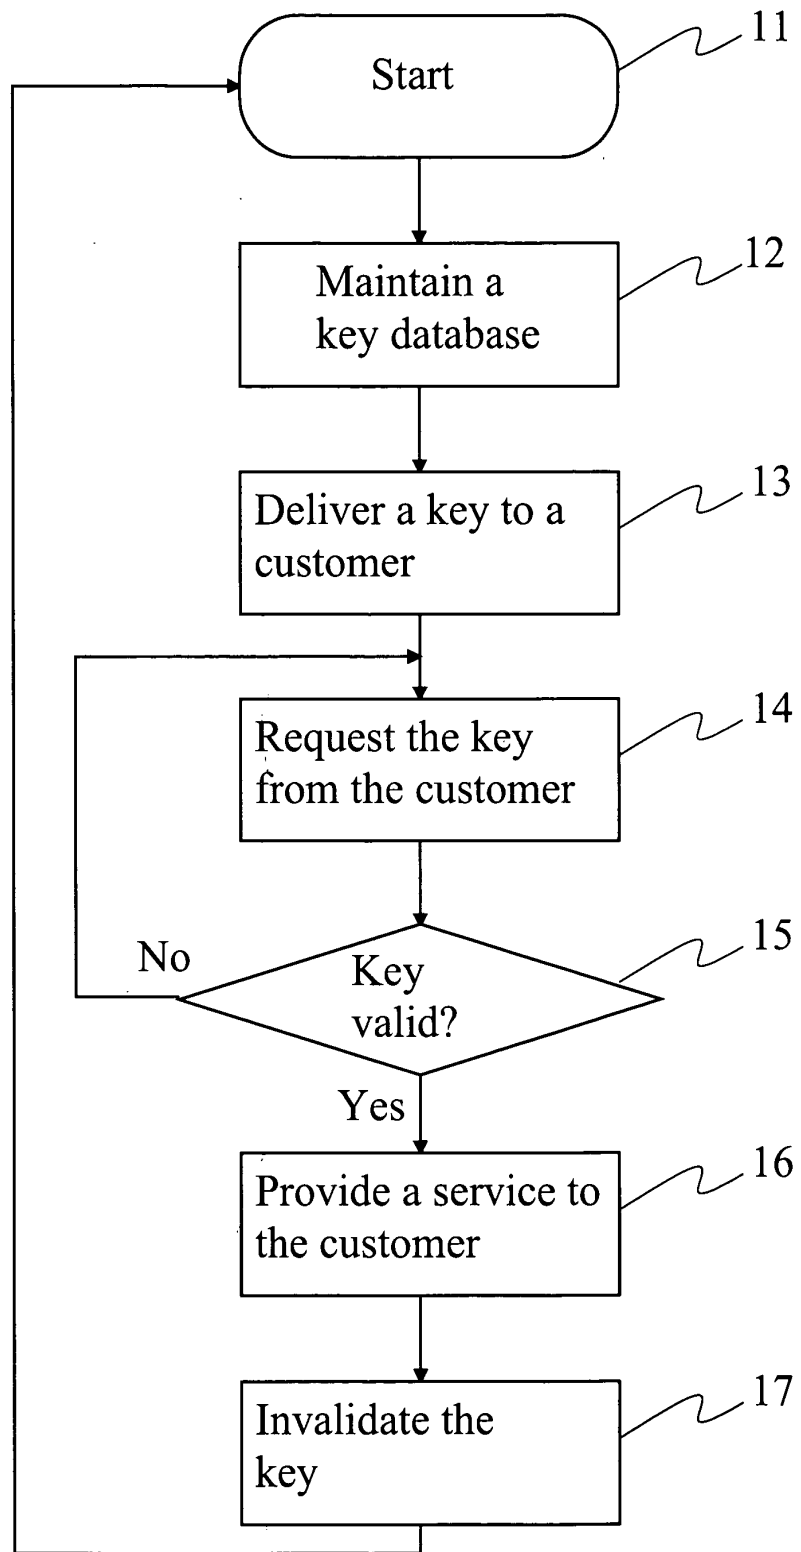 Start
11
Maintain a
key database
12
Deliver a key to a
customer
13
Request the key
from the customer
14
Key
valid?
15
No
Yes
Provide a service to
the customer
16
Invalidate the
key
17